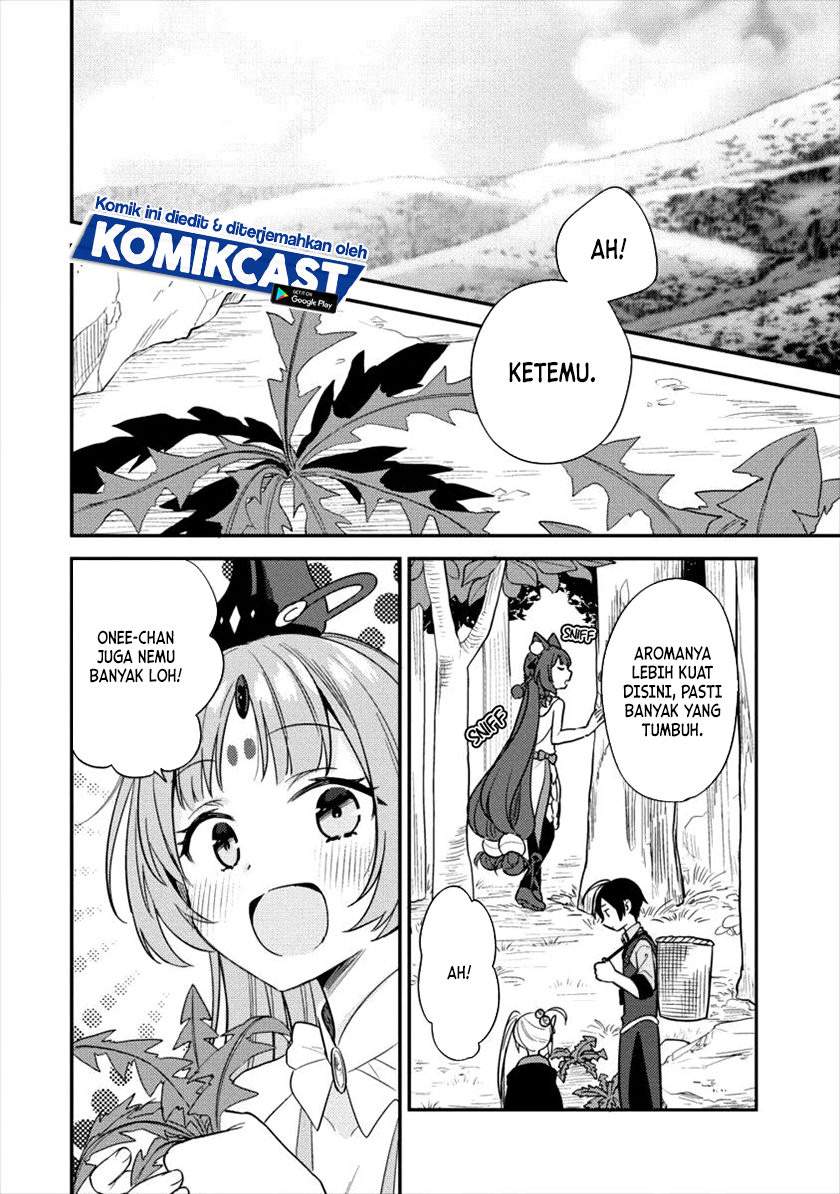 Komik ini diedit & diterjemahkan oleh
KOMIKCAST
GET IT ON
Google Play
AH!
KETEMU.
SNIFF
SNIFF
AROMANYA
LEBIH KUAT
DISINI, PASTI
BANYAK YANG
TUMBUH.
AH!
ONEE-CHAN
JUGA NEMU
BANYAK LOH!